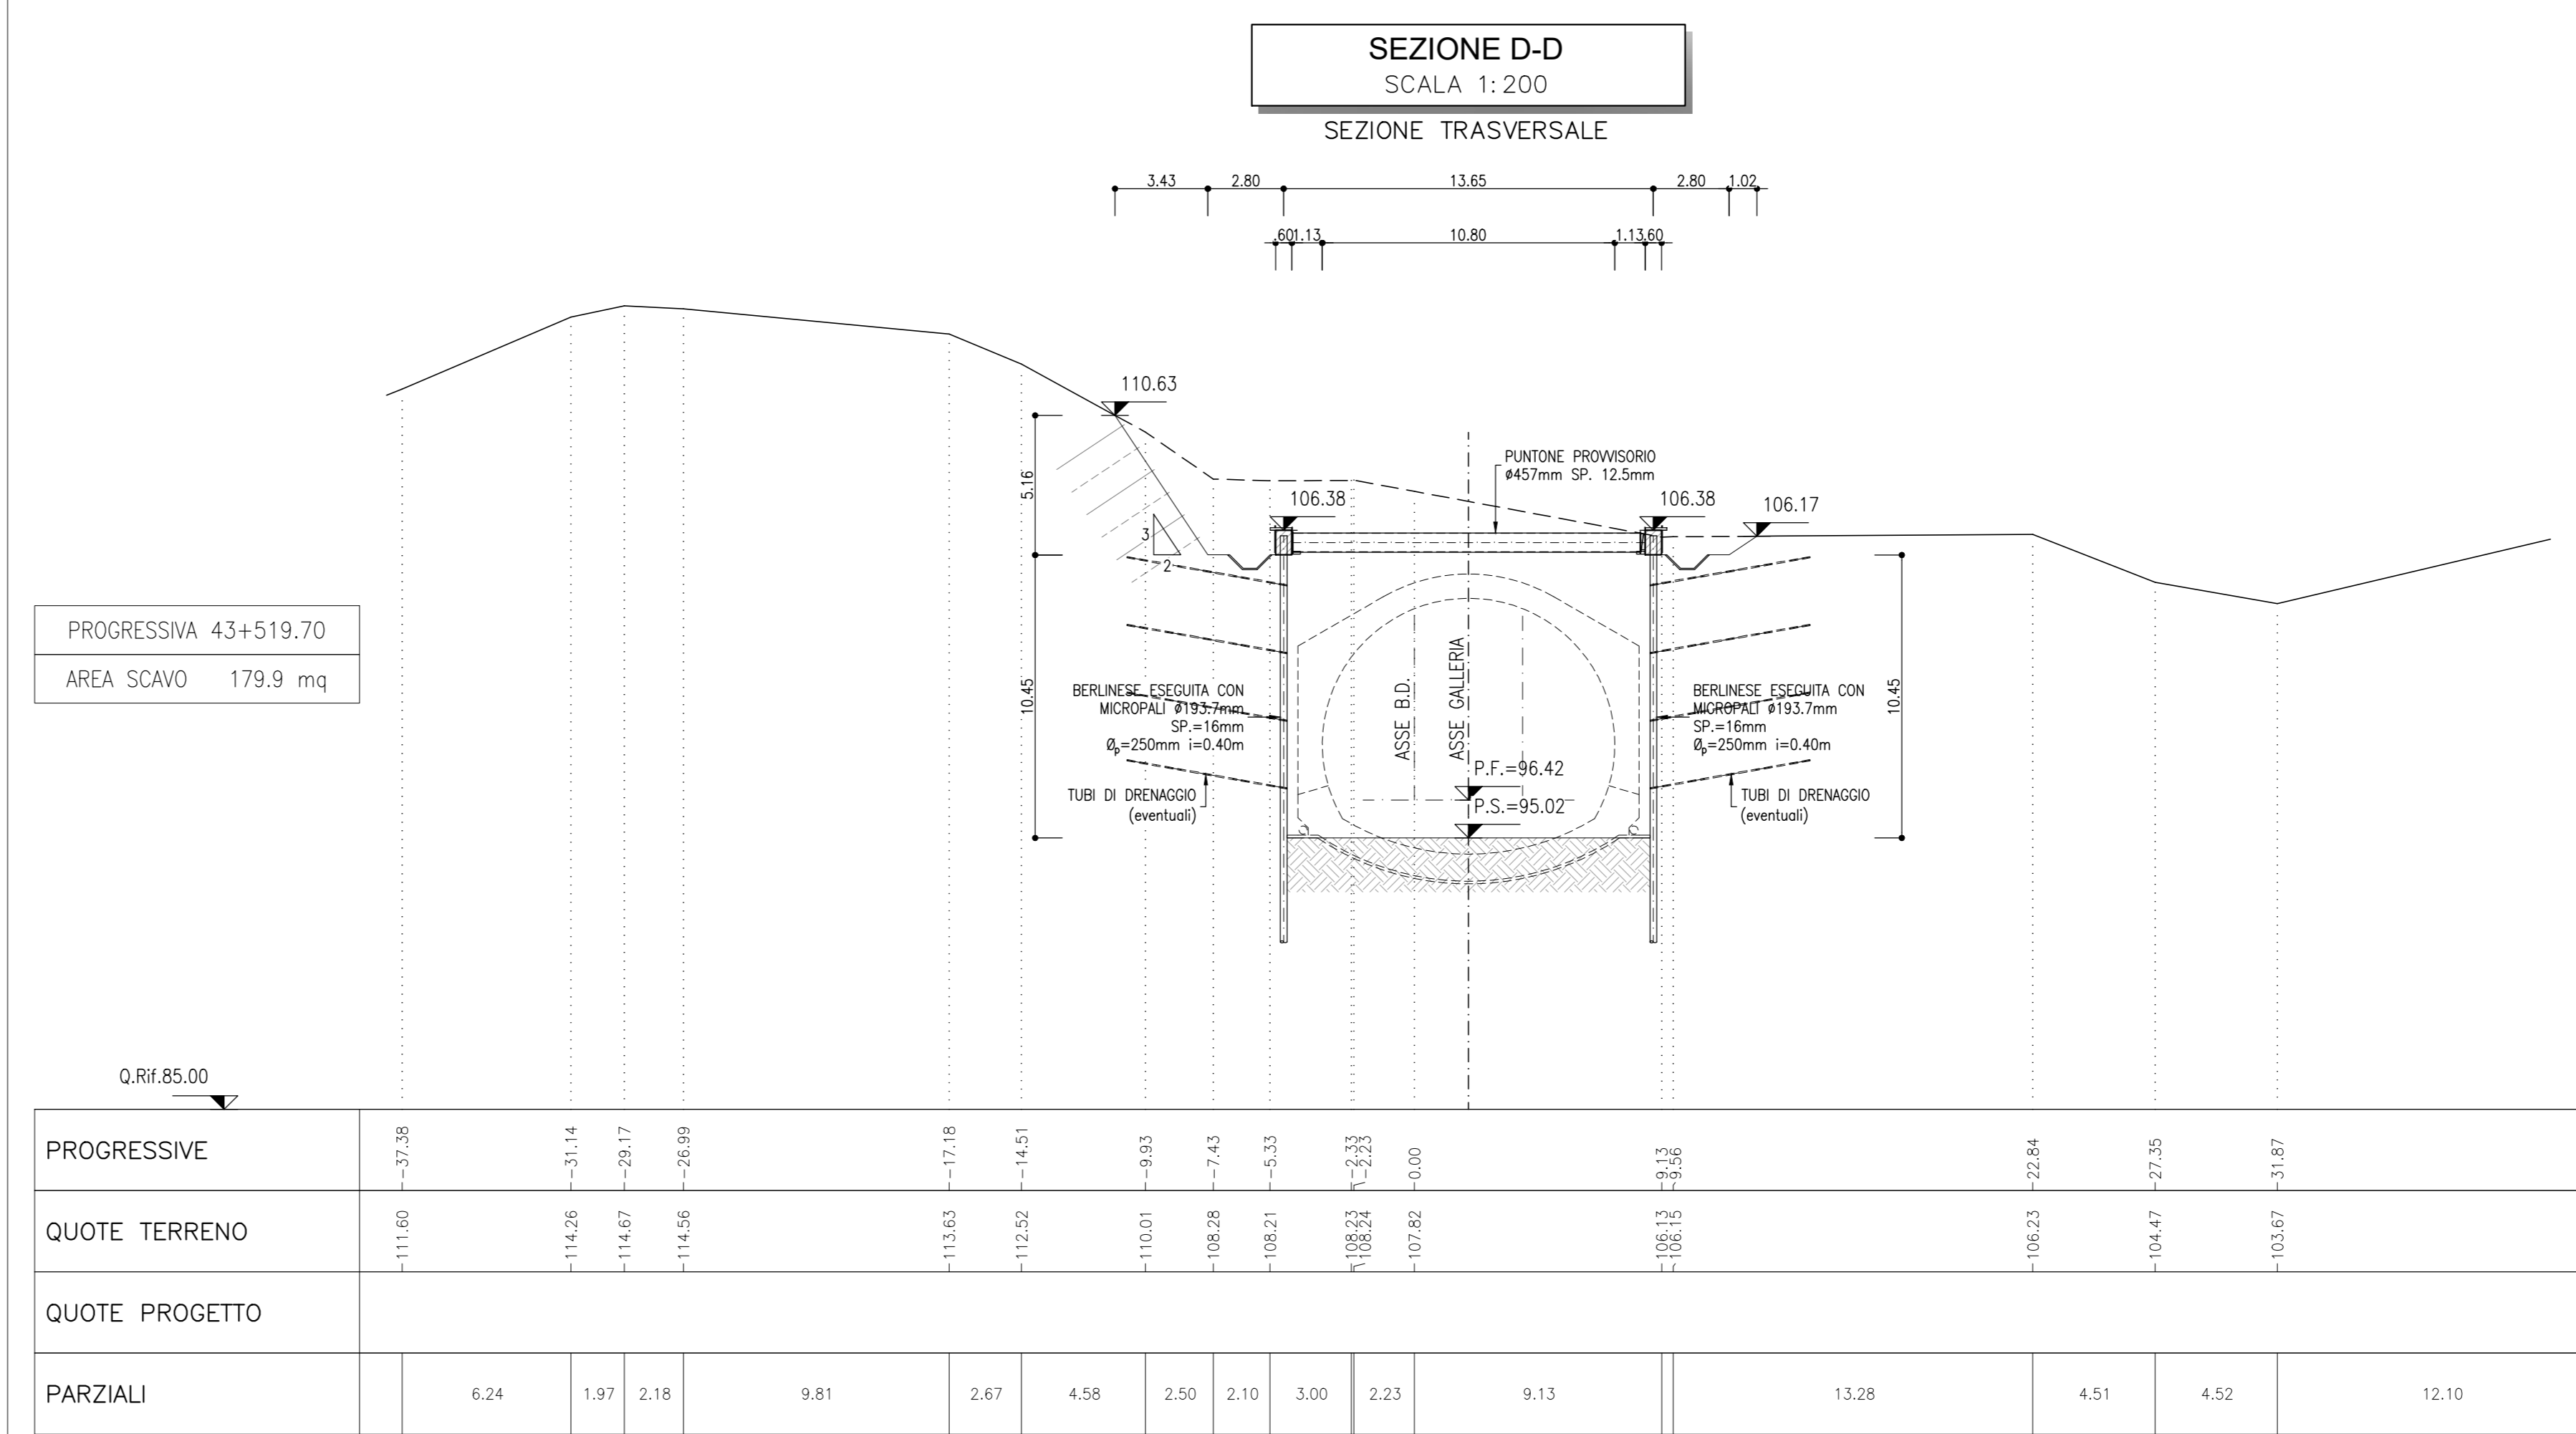 SEZIONE D-D
SCALA 1:200
SEZIONE TRASVERSALE
3.43 2.80 13.65 2.80 1.02
.60 1.13 10.80 1.13 .60
110.63
5.16
3
2
PUNTONE PROVVISORIO
ø457mm SP. 12.5mm
106.38
106.38
106.17
PROGRESSIVA 43+519.70
AREA SCAVO 179.9 mq
10.45
BERLINESE ESEGUITA CON
MICROPALI ø193.7mm
SP.=16mm
Øp=250mm i=0.40m
TUBI DI DRENAGGIO
(eventuali)
ASSE B.D.
ASSE GALLERIA
P.F.=96.42
P.S.=95.02
BERLINESE ESEGUITA CON
MICROPALI ø193.7mm
SP.=16mm
Øp=250mm i=0.40m
TUBI DI DRENAGGIO
(eventuali)
10.45
Q.Rif.85.00
PROGRESSIVE -37.38 -31.14 -29.17 -26.99 -17.18 -14.51 -9.93 -7.43 -5.33 -2.33 -2.23 0.00 9.13 9.56 22.84 27.35 31.87
QUOTE TERRENO 111.60 114.26 114.67 114.56 113.63 112.52 110.01 108.28 108.21 108.23 108.24 107.82 106.13 106.15 106.23 104.47 103.67
QUOTE PROGETTO
PARZIALI 6.24 1.97 2.18 9.81 2.67 4.58 2.50 2.10 3.00 2.23 9.13 13.28 4.51 4.52 12.10